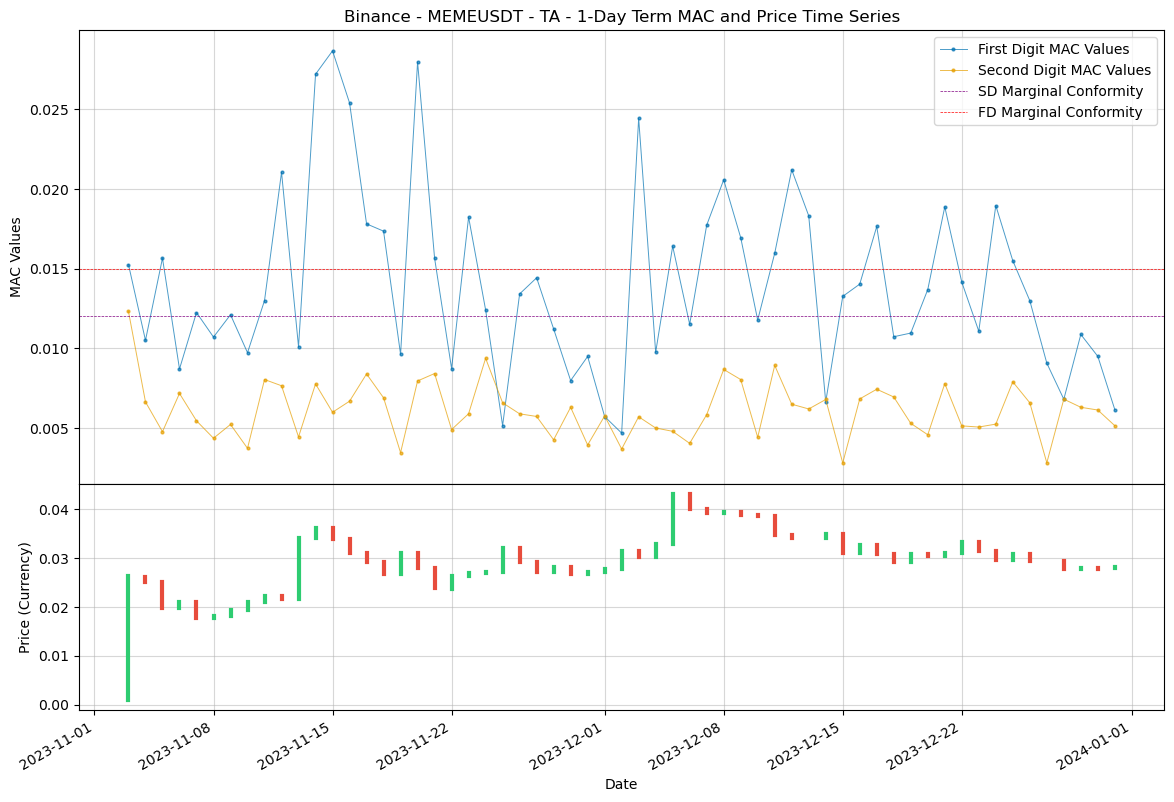 Binance - MEMEUSDT - TA - 1-Day Term MAC and Price Time Series
First Digit MAC Values
Second Digit MAC Values
SD Marginal Conformity
FD Marginal Conformity
MAC Values
0.025
0.020
0.015
0.010
0.005
Price (Currency)
0.04
0.03
0.02
0.01
0.00
2023-11-01
2023-11-08
2023-11-15
2023-11-22
2023-12-01
2023-12-08
2023-12-15
2023-12-22
2024-01-01
Date